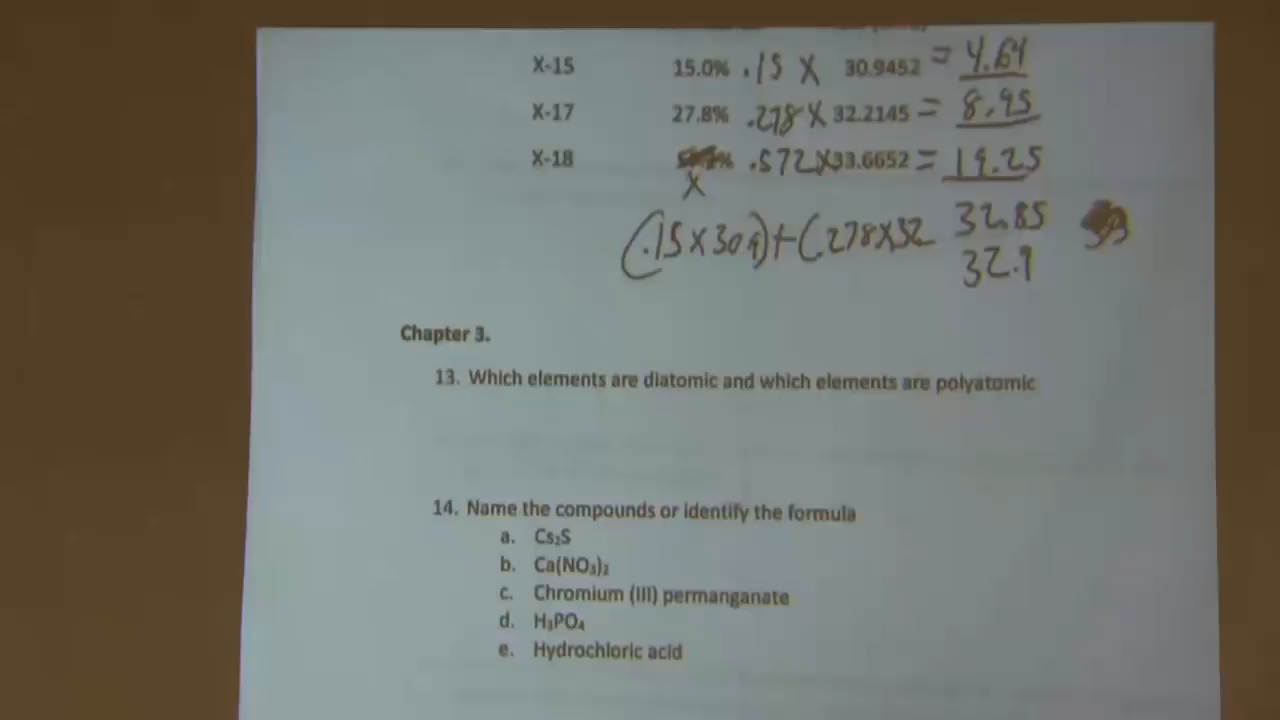 X-15 15.0% .15 X 30.9452 = 4.64
X-17 27.8% .278 X 32.2145 = 8.95
X-18 % .572 X 33.6652 = 19.25
X
(.15 X 30.9)+(.278X32 32.85
32.9
Chapter 3.
13. Which elements are diatomic and which elements are polyatomic
14. Name the compounds or identify the formula
a. Cs₂S
b. Ca(NO₃)₂
c. Chromium (III) permanganate
d. H₃PO₄
e. Hydrochloric acid